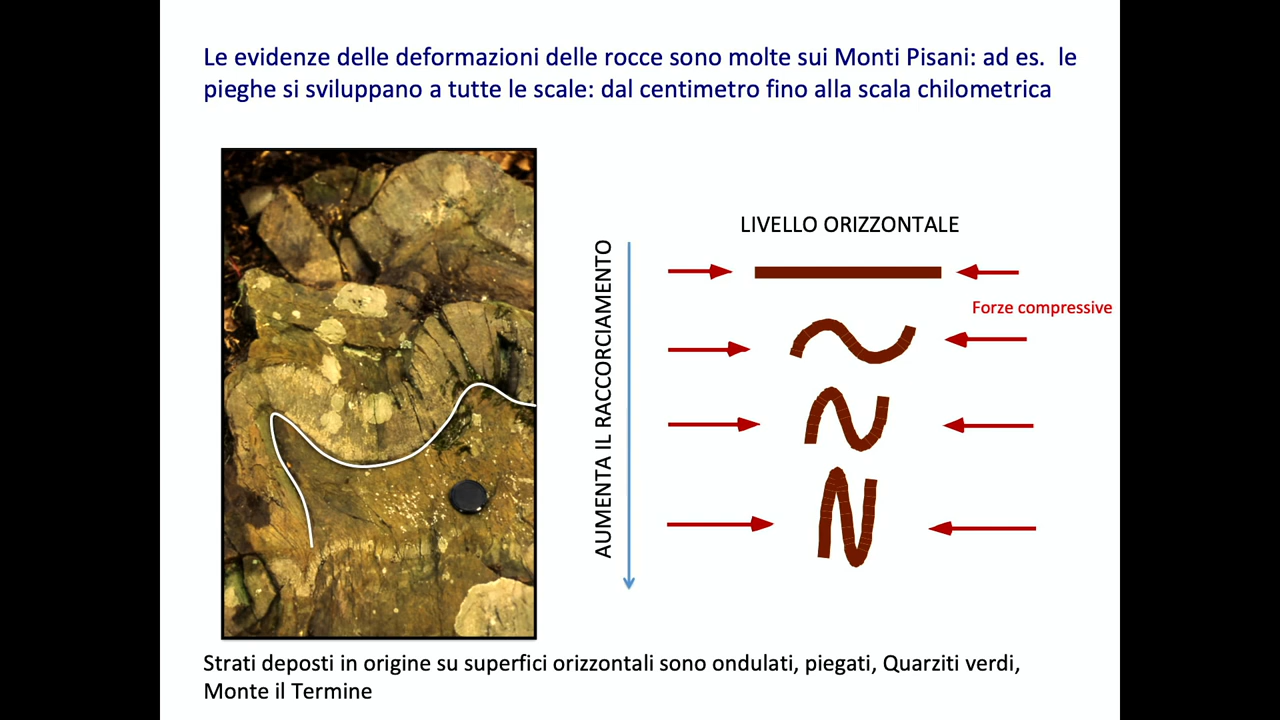 Le evidenze delle deformazioni delle rocce sono molte sui Monti Pisani: ad es.  le
pieghe si sviluppano a tutte le scale: dal centimetro fino alla scala chilometrica
LIVELLO ORIZZONTALE
AUMENTA IL RACCORCIAMENTO
Forze compressive
Strati deposti in origine su superfici orizzontali sono ondulati, piegati, Quarziti verdi,
Monte il Termine